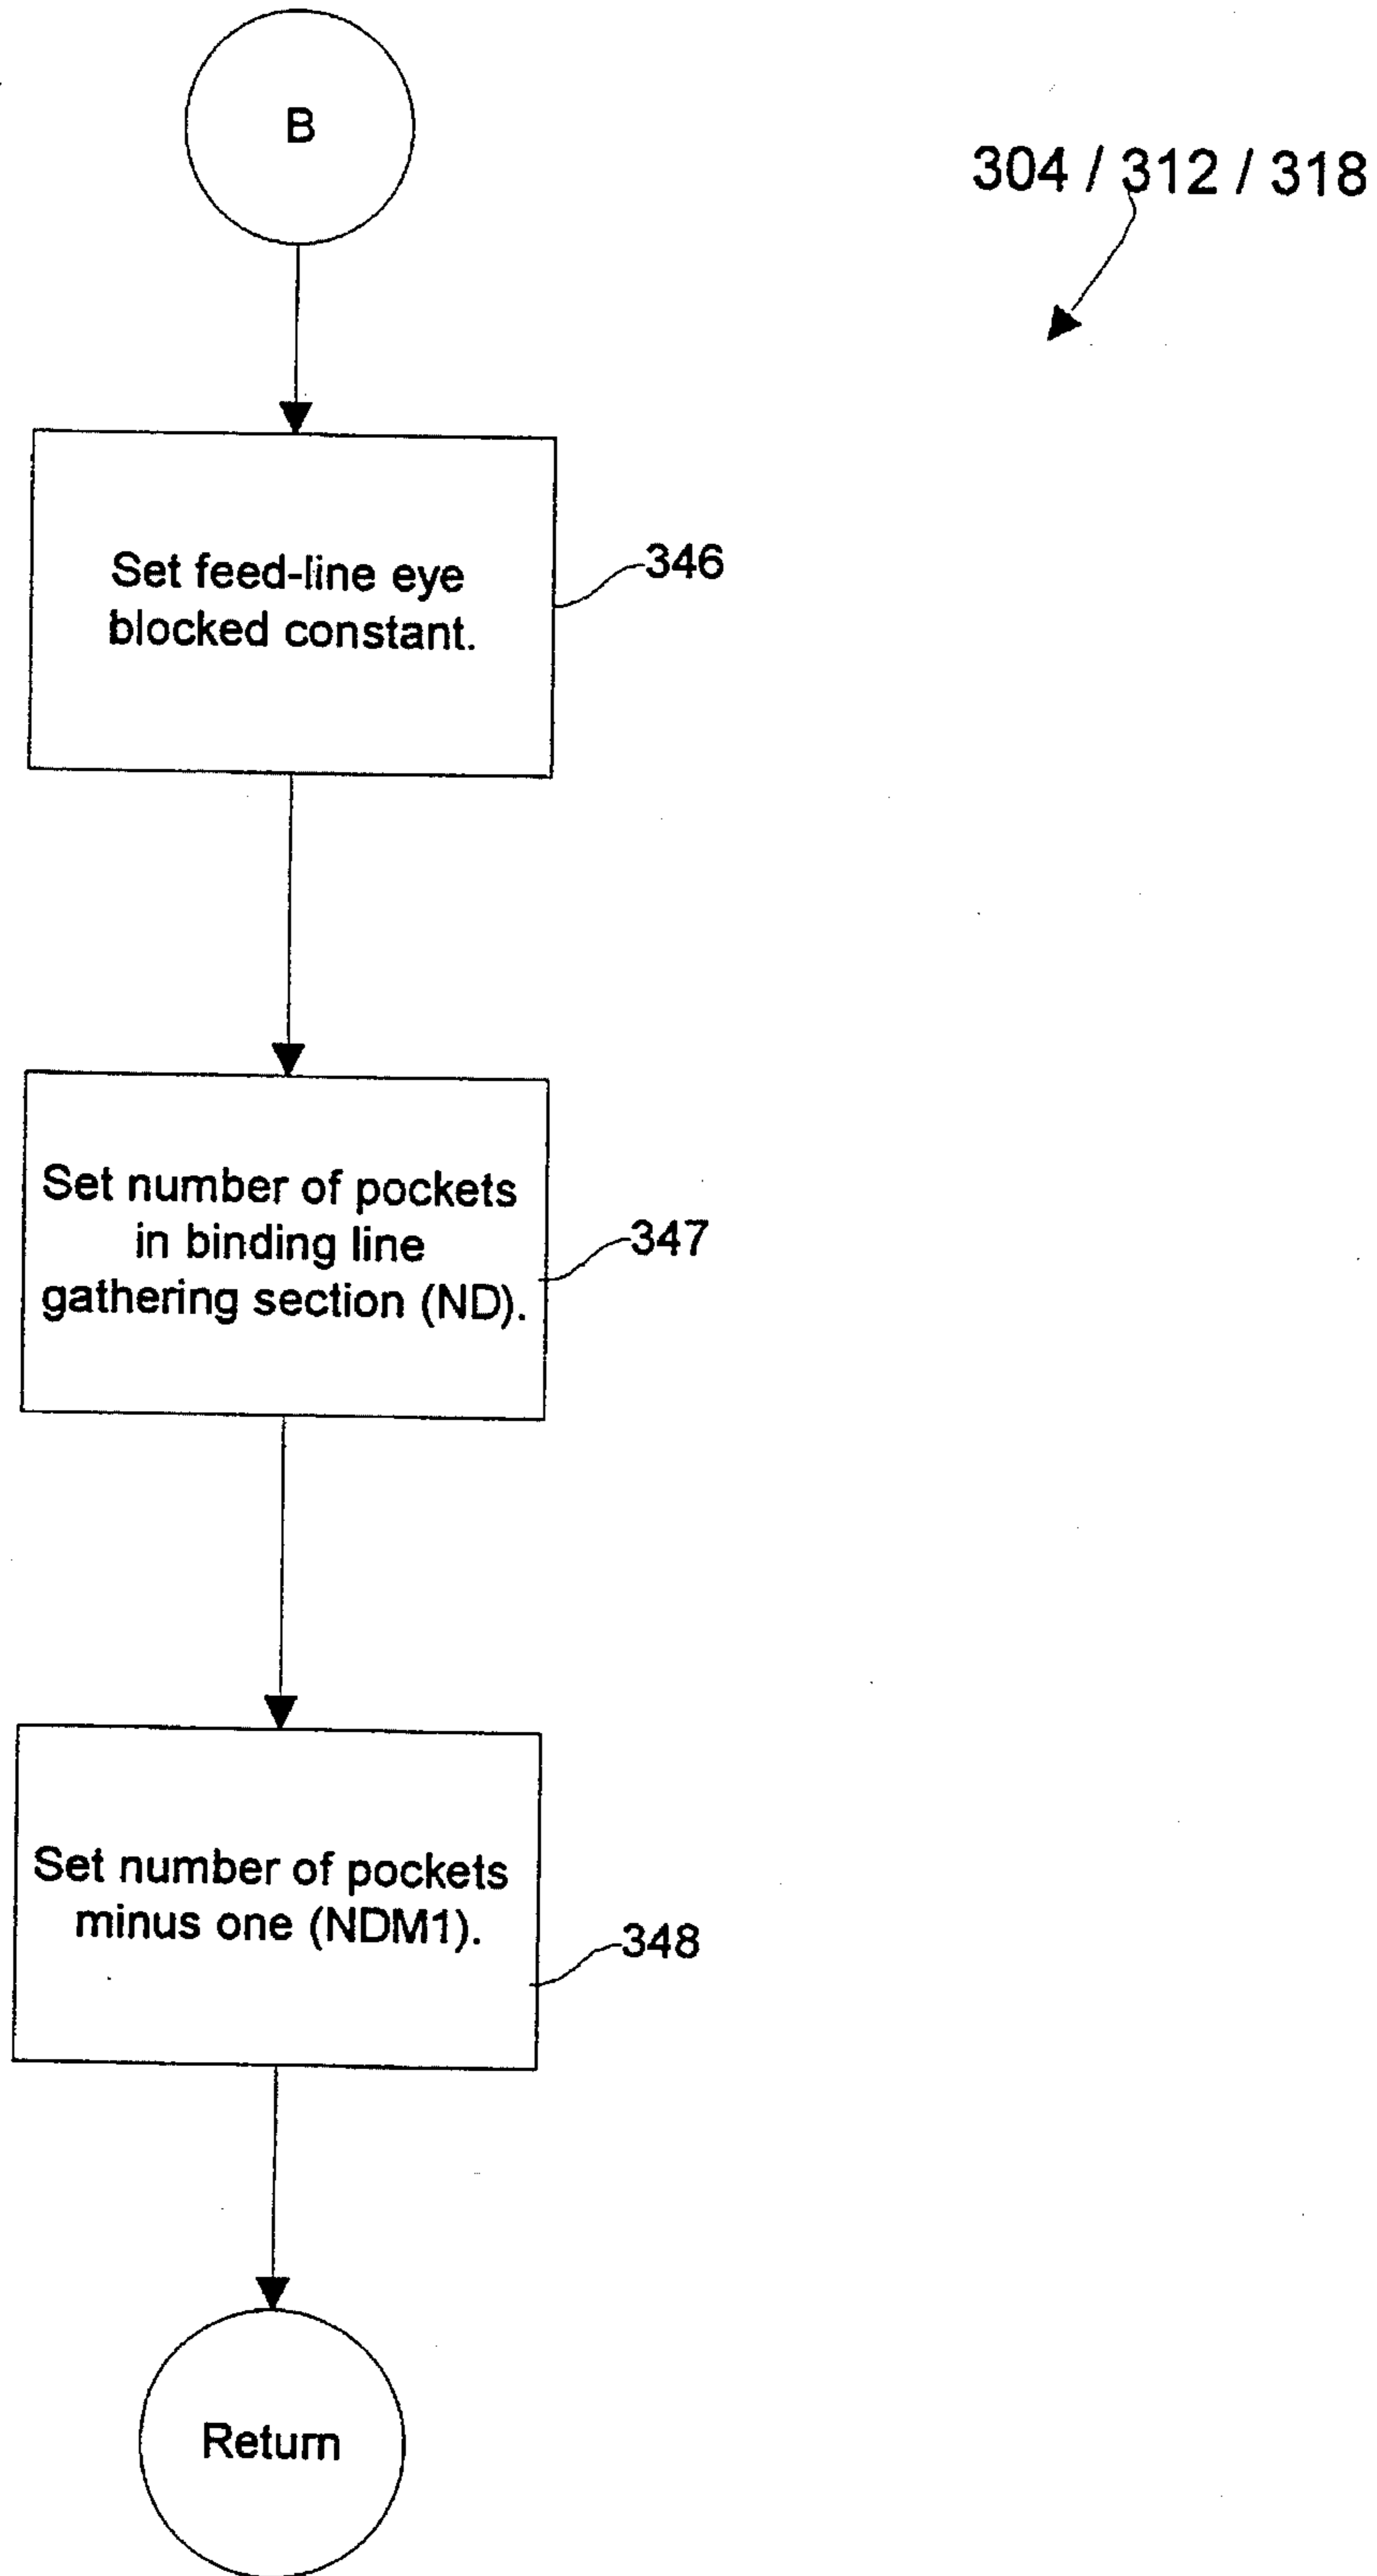 B
304 / 312 / 318
Set feed-line eye
blocked constant.
346
Set number of pockets
in binding line
gathering section (ND).
347
Set number of pockets
minus one (NDM1).
348
Return